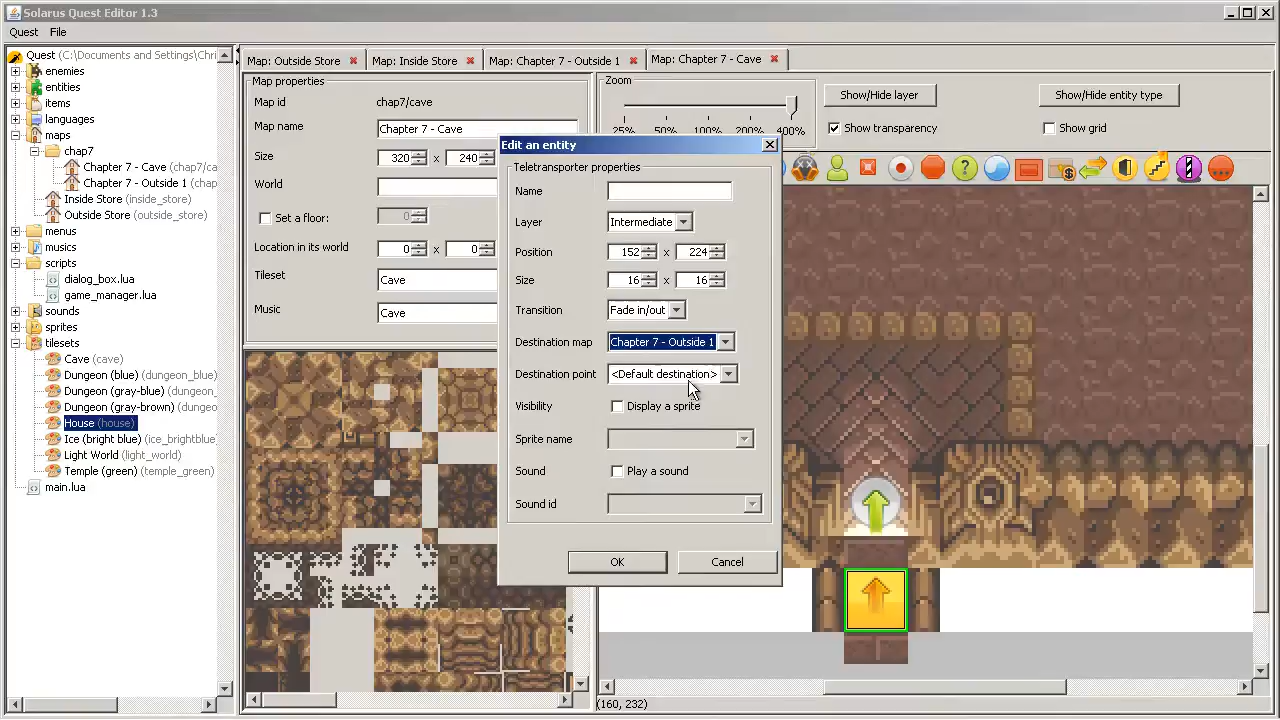 Solarus Quest Editor 1.3
Quest File
Quest (C:\Documents and Settings\Chri
enemies
entities
items
languages
maps
chap7
Chapter 7 - Cave (chap7/ca
Chapter 7 - Outside 1 (chap
Inside Store (inside_store)
Outside Store (outside_store)
menus
musics
scripts
dialog_box.lua
game_manager.lua
sounds
sprites
tilesets
Cave (cave)
Dungeon (blue) (dungeon_blue)
Dungeon (gray) (dungeon_gray)
Dungeon (gray-brown) (dungeo
House (house)
Ice (bright blue) (ice_brightblue
Light World (light_world)
Temple (green) (temple_green)
main.lua
Map: Outside Store
Map: Inside Store
Map: Chapter 7 - Outside 1
Map: Chapter 7 - Cave
Map properties
Map id chap7/cave
Map name Chapter 7 - Cave
Size 320 x 240
World
Set a floor: 0
Location in its world 0 x 0
Tileset Cave
Music Cave
Zoom
25% 50% 100% 200% 400%
Show/Hide layer
Show/Hide entity type
Show transparency
Show grid
Edit an entity
Teletransporter properties
Name
Layer Intermediate
Position 152 x 224
Size 16 x 16
Transition Fade in/out
Destination map Chapter 7 - Outside 1
Destination point <Default destination>
Visibility Display a sprite
Sprite name
Sound Play a sound
Sound id
OK Cancel
(160, 232)